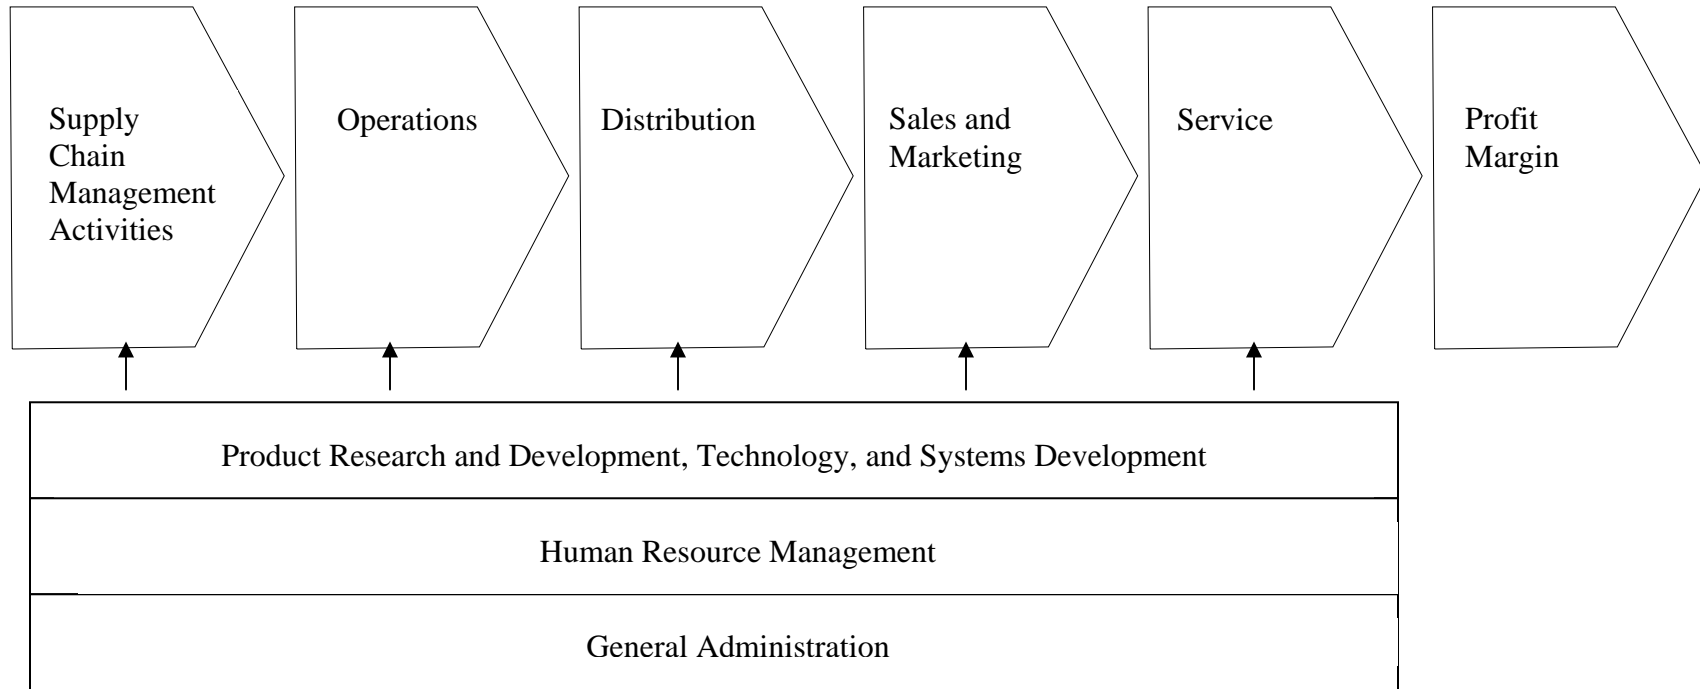 Supply
Chain
Management
Activities
Operations
Distribution
Sales and
Marketing
Service
Profit
Margin
Product Research and Development, Technology, and Systems Development
Human Resource Management
General Administration